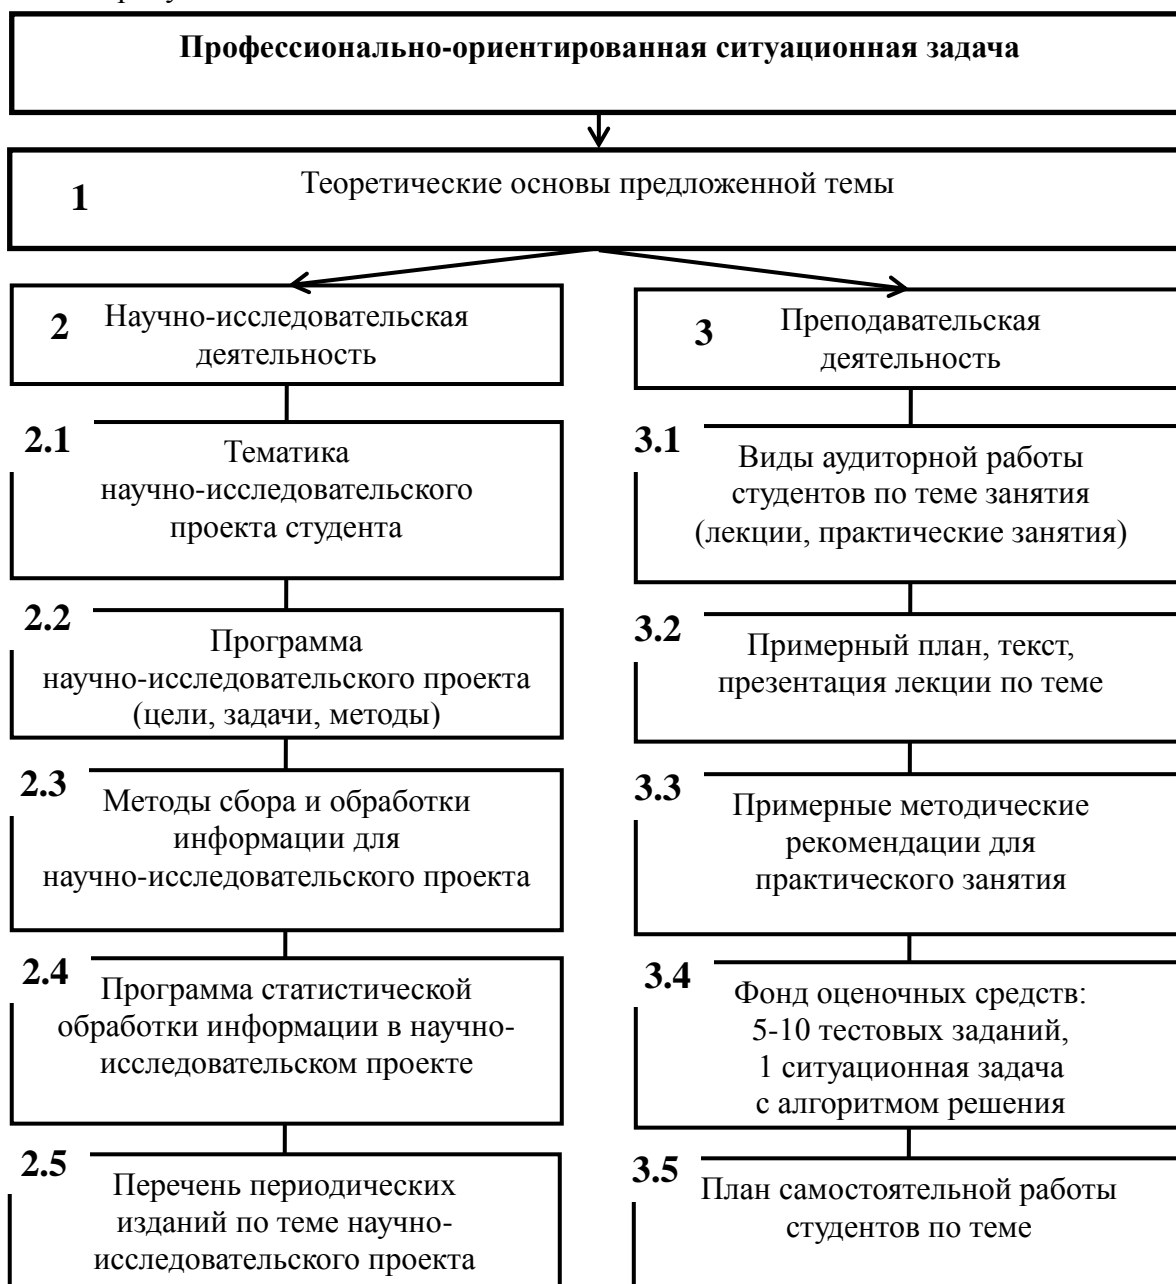 Профессионально-ориентированная ситуационная задача
1
Теоретические основы предложенной темы
2
Научно-исследовательская
деятельность
2.1
Тематика
научно-исследовательского
проекта студента
2.2
Программа
научно-исследовательского проекта
(цели, задачи, методы)
2.3
Методы сбора и обработки
информации для
научно-исследовательского проекта
2.4
Программа статистической
обработки информации в научно-
исследовательском проекте
2.5
Перечень периодических
изданий по теме научно-
исследовательского проекта
3
Преподавательская
деятельность
3.1
Виды аудиторной работы
студентов по теме занятия
(лекции, практические занятия)
3.2
Примерный план, текст,
презентация лекции по теме
3.3
Примерные методические
рекомендации для
практического занятия
3.4
Фонд оценочных средств:
5-10 тестовых заданий,
1 ситуационная задача
с алгоритмом решения
3.5
План самостоятельной работы
студентов по теме